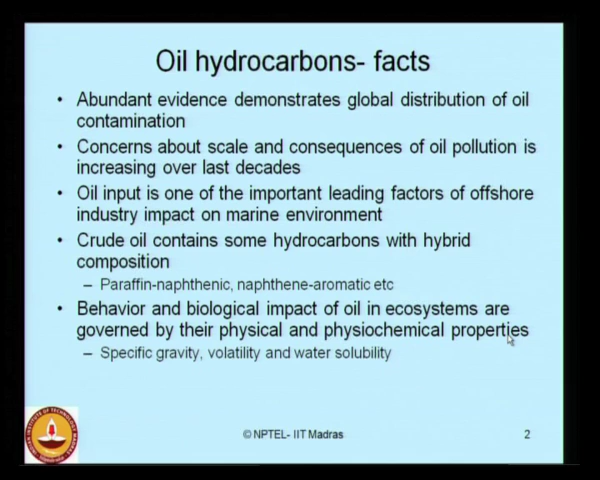 Oil hydrocarbons- facts
• Abundant evidence demonstrates global distribution of oil
contamination
• Concerns about scale and consequences of oil pollution is
increasing over last decades
• Oil input is one of the important leading factors of offshore
industry impact on marine environment
• Crude oil contains some hydrocarbons with hybrid
composition
– Paraffin-naphthenic, naphthene-aromatic etc
• Behavior and biological impact of oil in ecosystems are
governed by their physical and physiochemical properties
– Specific gravity, volatility and water solubility
© NPTEL- IIT Madras
2